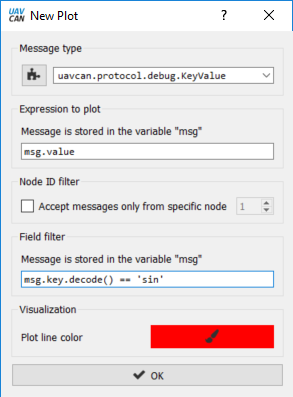 UAV
CAN
New Plot
?
Message type
uavcan.protocol.debug.KeyValue
Expression to plot
Message is stored in the variable "msg"
msg.value
Node ID filter
Accept messages only from specific node 1
Field filter
Message is stored in the variable "msg"
msg.key.decode() == 'sin'
Visualization
Plot line color
OK